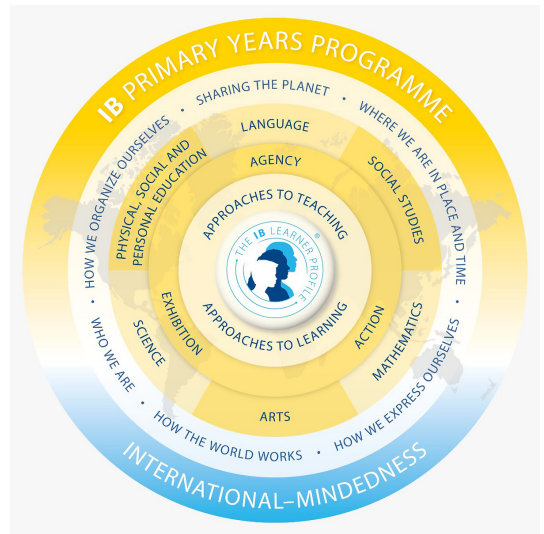 IB PRIMARY YEARS PROGRAMME
SHARING THE PLANET
WHERE WE ARE IN PLACE AND TIME
HOW WE EXPRESS OURSELVES
HOW THE WORLD WORKS
WHO WE ARE
HOW WE ORGANIZE OURSELVES
LANGUAGE
SOCIAL STUDIES
MATHEMATICS
ARTS
SCIENCE
PHYSICAL, SOCIAL AND
PERSONAL EDUCATION
AGENCY
ACTION
EXHIBITION
APPROACHES TO TEACHING
THE IB LEARNER PROFILE®
APPROACHES TO LEARNING
INTERNATIONAL–MINDEDNESS